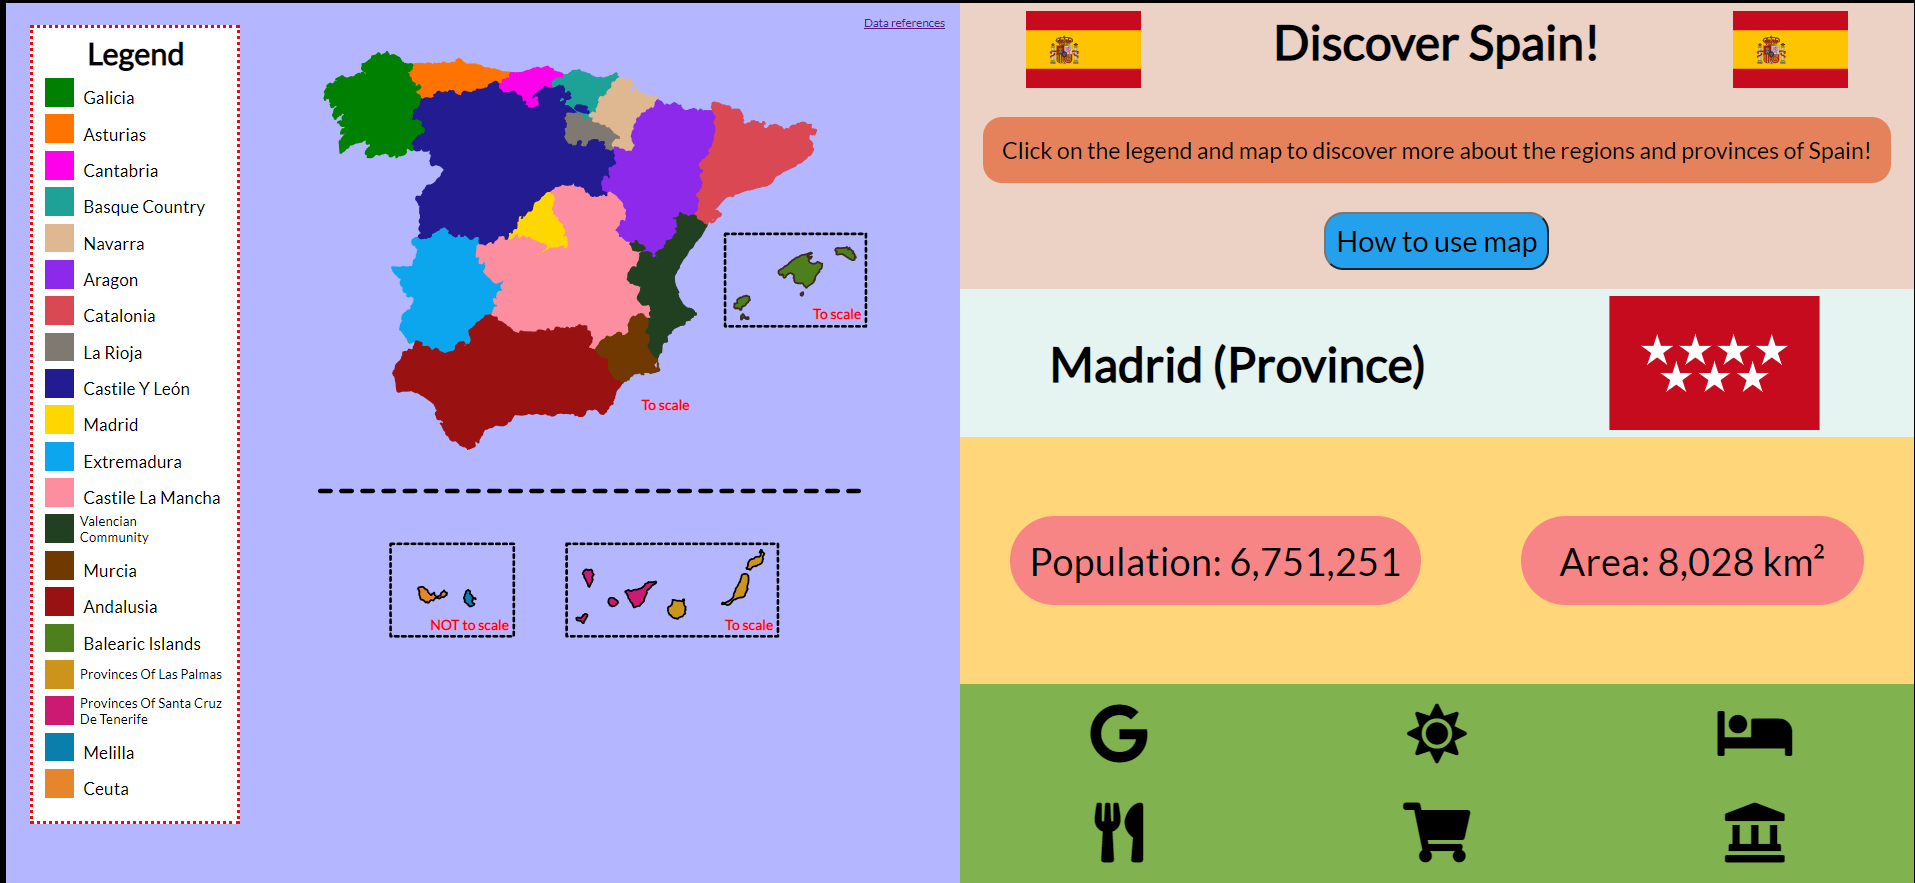 Legend
Galicia
Asturias
Cantabria
Basque Country
Navarra
Aragon
Catalonia
La Rioja
Castile Y León
Madrid
Extremadura
Castile La Mancha
Valencian
Community
Murcia
Andalusia
Balearic Islands
Provinces Of Las Palmas
Provinces Of Santa Cruz
De Tenerife
Melilla
Ceuta
Data references
To scale
To scale
NOT to scale
To scale
Discover Spain!
Click on the legend and map to discover more about the regions and provinces of Spain!
How to use map
Madrid (Province)
Population: 6,751,251
Area: 8,028 km²